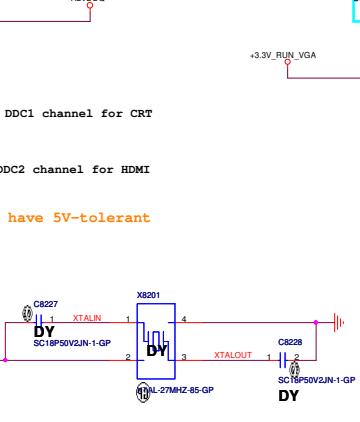 +3.3V_RUN_VGA
DDC1 channel for CRT
DDC2 channel for HDMI
have 5V-tolerant
X8201
C8227
1 XTALIN 1 4
DY
SC18P50V2JN-1-GP
DY
2 3 XTALOUT 1 2
C8228
XTAL-27MHZ-85-GP
SC18P50V2JN-1-GP
DY